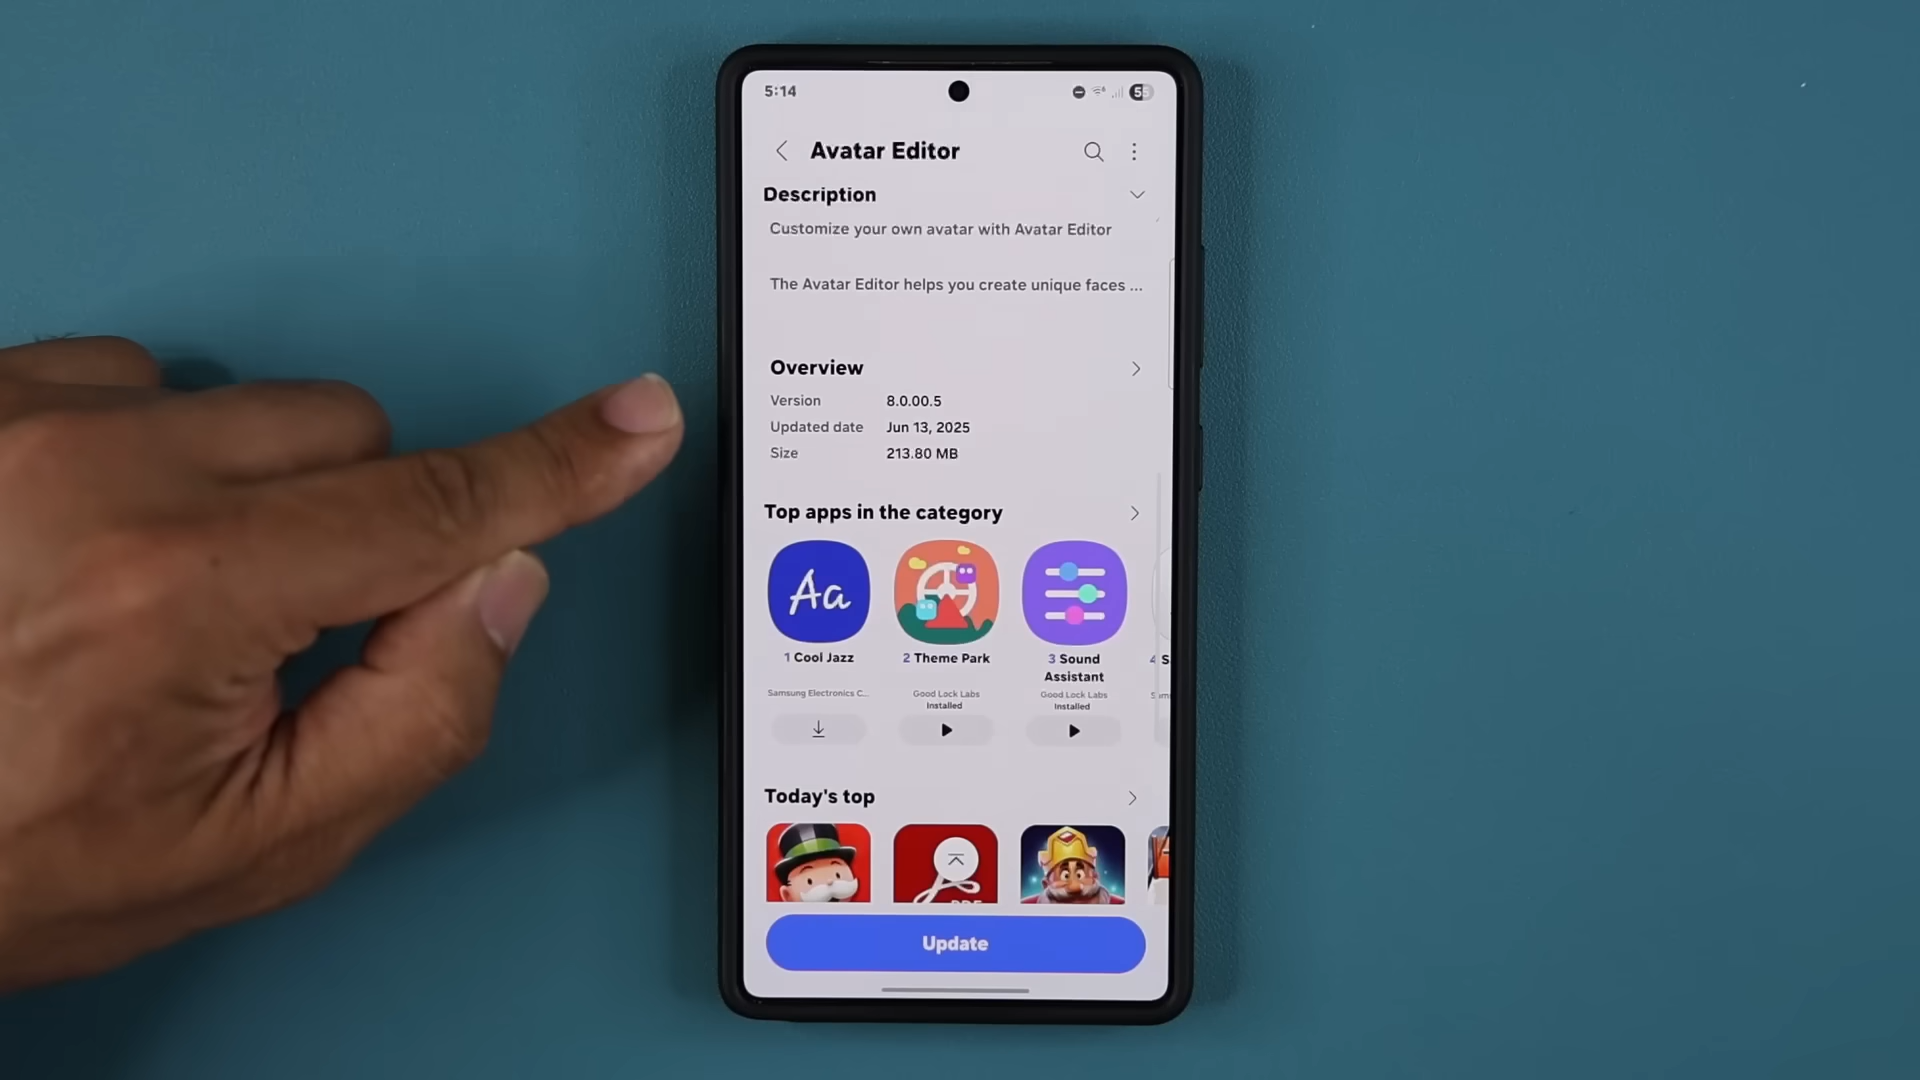 5:14
55
Avatar Editor
Description
Customize your own avatar with Avatar Editor
The Avatar Editor helps you create unique faces ...
Overview
Version 8.0.00.5
Updated date Jun 13, 2025
Size 213.80 MB
Top apps in the category
Aa
1 Cool Jazz
2 Theme Park
3 Sound
Assistant
4 S
Samsung Electronics C...
Good Lock Labs
Installed
Good Lock Labs
Installed
Today's top
Update